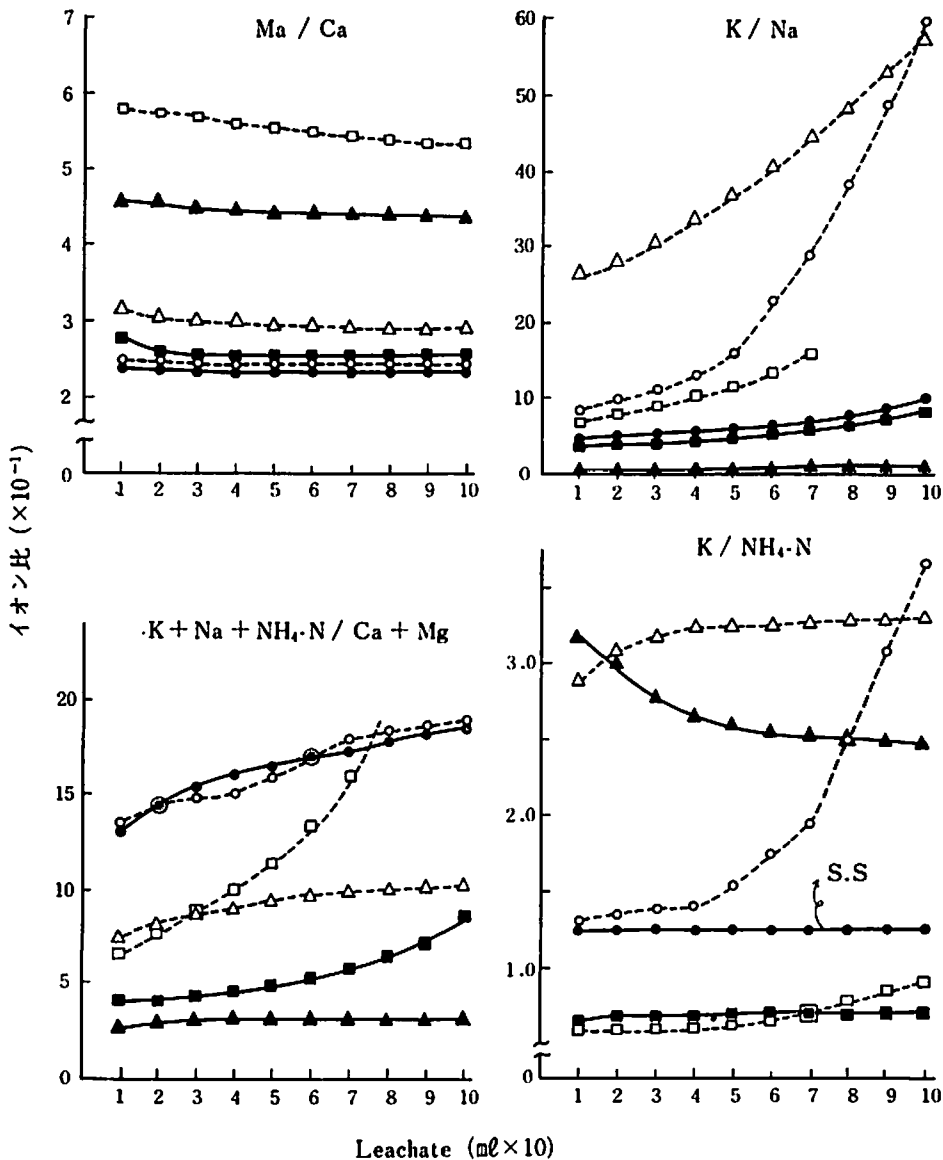 Ma / Ca
7
6
5
4
3
2
0
1 2 3 4 5 6 7 8 9 10
K / Na
60
50
40
30
20
10
0
1 2 3 4 5 6 7 8 9 10
イオン比 (×10⁻¹)
K+Na+NH₄·N / Ca+Mg
20
15
10
5
0
1 2 3 4 5 6 7 8 9 10
K / NH₄·N
3.0
2.0
1.0
0
S.S
1 2 3 4 5 6 7 8 9 10
Leachate (mℓ×10)